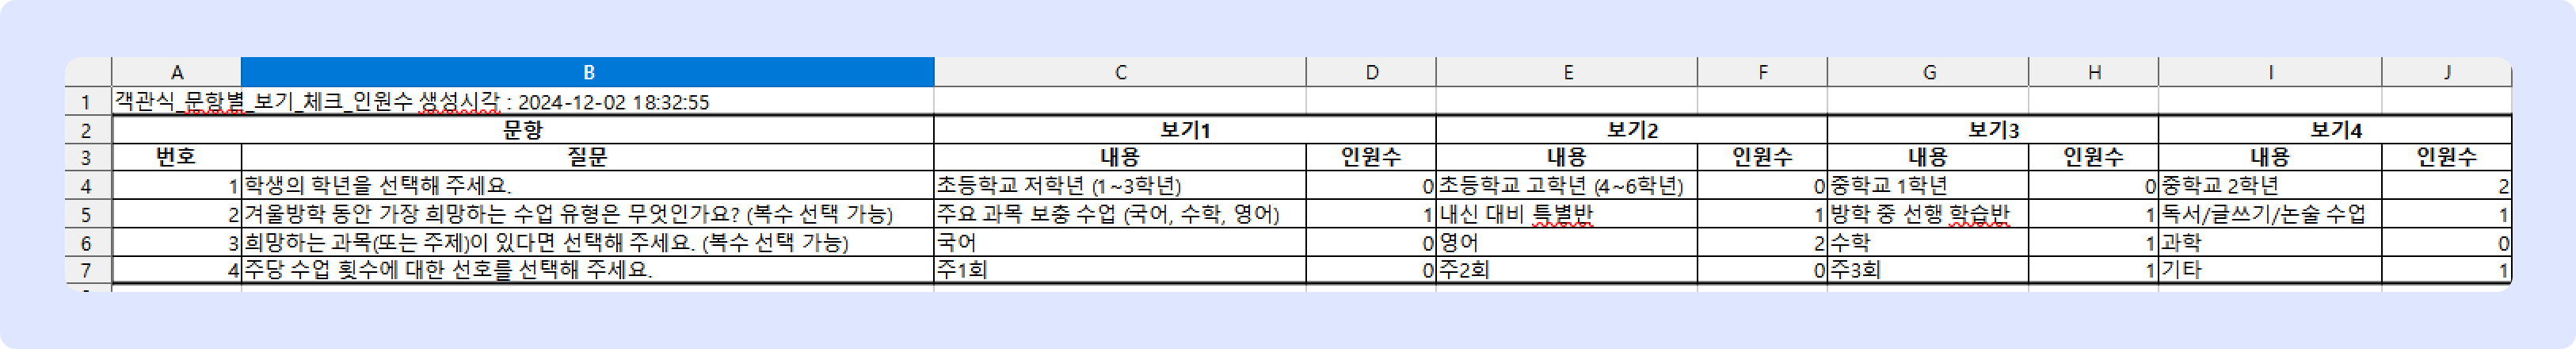 A B C D E F G H I J
1 객관식_문항별_보기_체크_인원수 생성시각 : 2024-12-02 18:32:55
2 문항 보기1 보기2 보기3 보기4
3 번호 질문 내용 인원수 내용 인원수 내용 인원수 내용 인원수
4 1 학생의 학년을 선택해 주세요. 초등학교 저학년 (1~3학년) 0 초등학교 고학년 (4~6학년) 0 중학교 1학년 0 중학교 2학년 2
5 2 겨울방학 동안 가장 희망하는 수업 유형은 무엇인가요? (복수 선택 가능) 주요 과목 보충 수업 (국어, 수학, 영어) 1 내신 대비 특별반 1 방학 중 선행 학습반 1 독서/글쓰기/논술 수업 1
6 3 희망하는 과목(또는 주제)이 있다면 선택해 주세요. (복수 선택 가능) 국어 0 영어 2 수학 1 과학 0
7 4 주당 수업 횟수에 대한 선호를 선택해 주세요. 주1회 0 주2회 0 주3회 1 기타 1